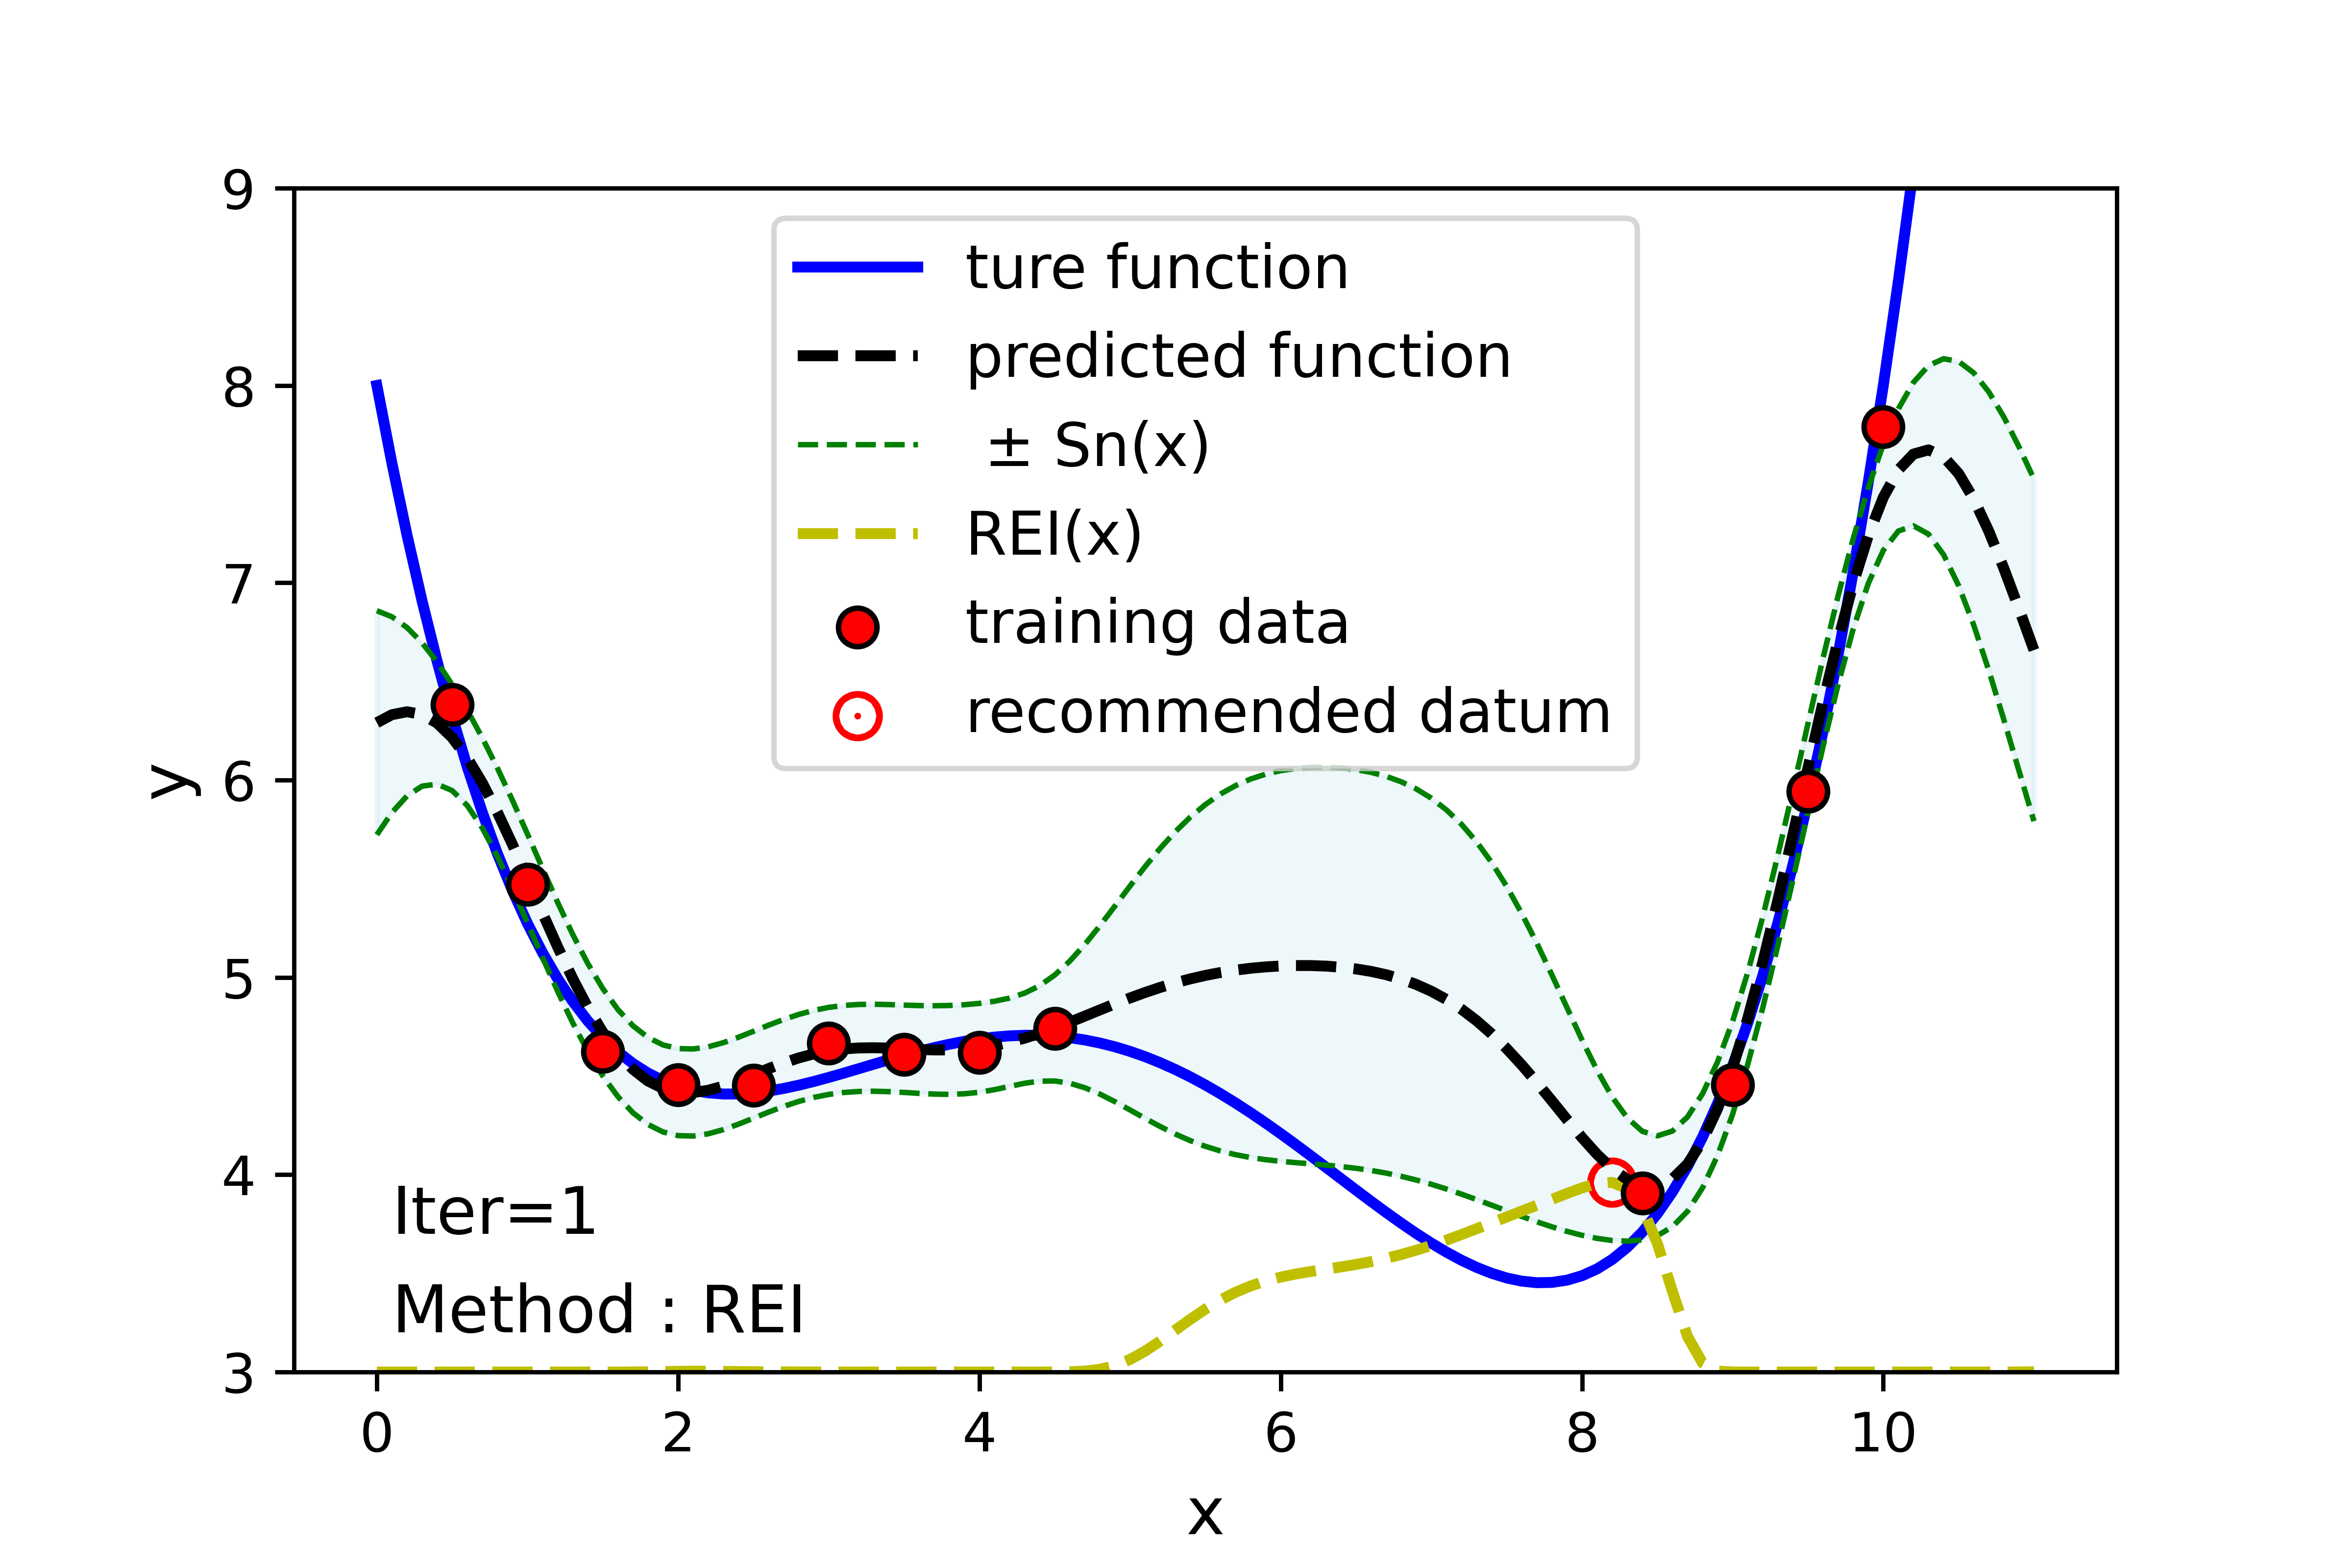 9
8
7
6
5
4
3
y
ture function
predicted function
± Sn(x)
REI(x)
training data
recommended datum
Iter=1
Method : REI
0 2 4 6 8 10
x